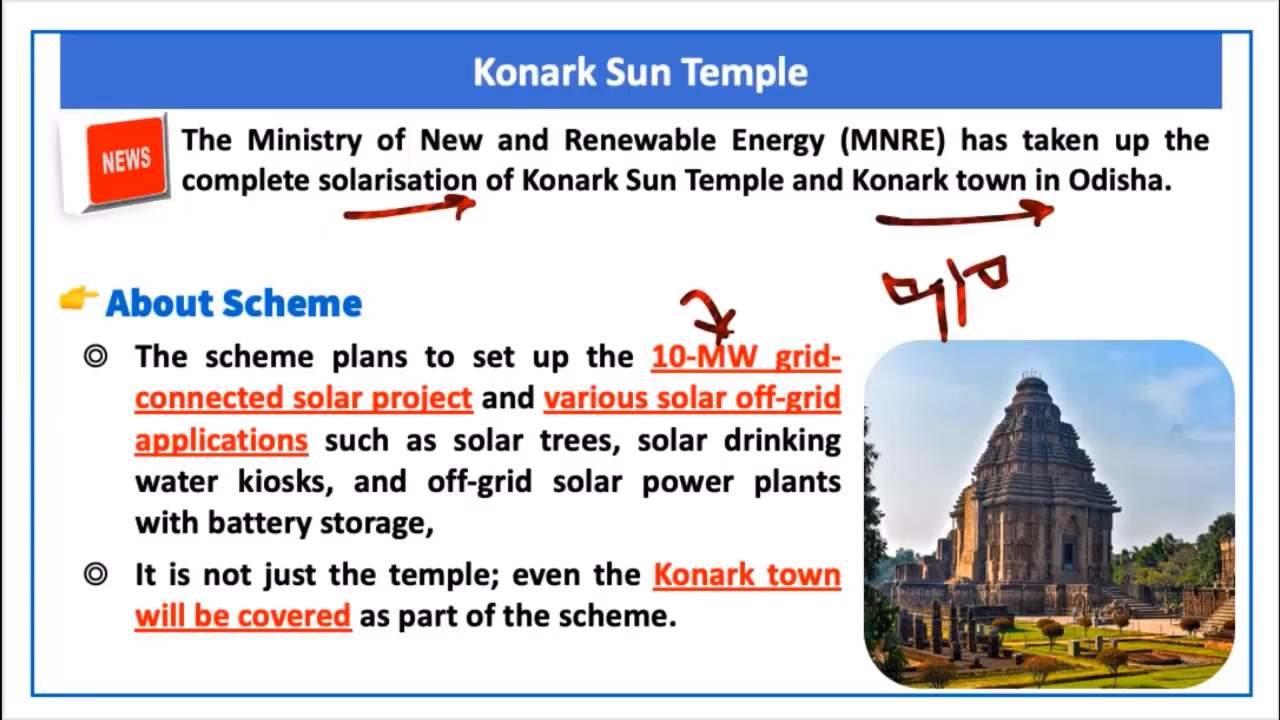 Konark Sun Temple
NEWS
The Ministry of New and Renewable Energy (MNRE) has taken up the
complete solarisation of Konark Sun Temple and Konark town in Odisha.
About Scheme
The scheme plans to set up the 10-MW grid-
connected solar project and various solar off-grid
applications such as solar trees, solar drinking
water kiosks, and off-grid solar power plants
with battery storage,
It is not just the temple; even the Konark town
will be covered as part of the scheme.